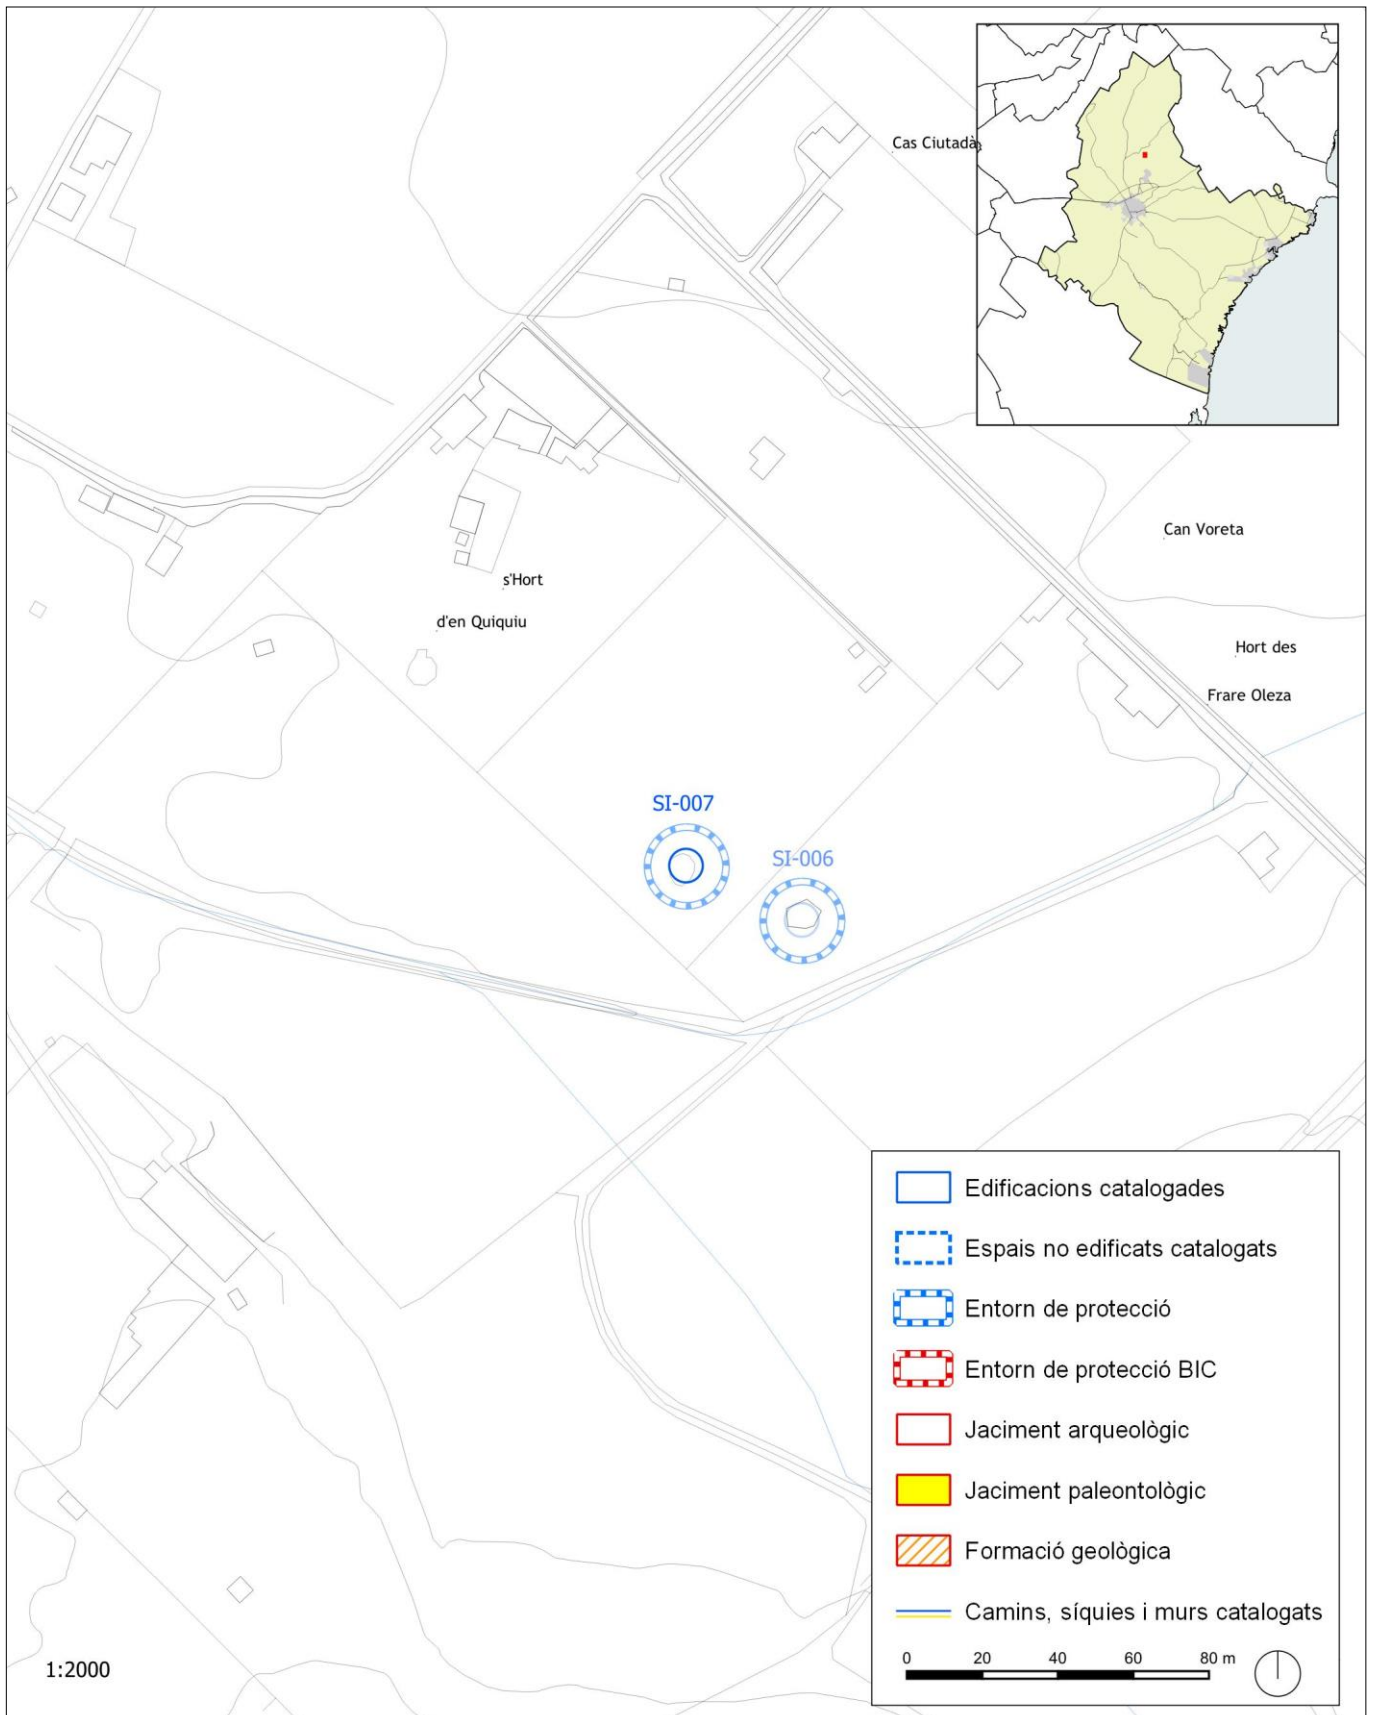 Cas Ciutadà
Can Voreta
s'Hort
d'en Quiquiu
Hort des
Frare Oleza
SI-007
SI-006
Edificacions catalogades
Espais no edificats catalogats
Entorn de protecció
Entorn de protecció BIC
Jaciment arqueològic
Jaciment paleontològic
Formació geològica
Camins, síquies i murs catalogats
0 20 40 60 80 m
1:2000